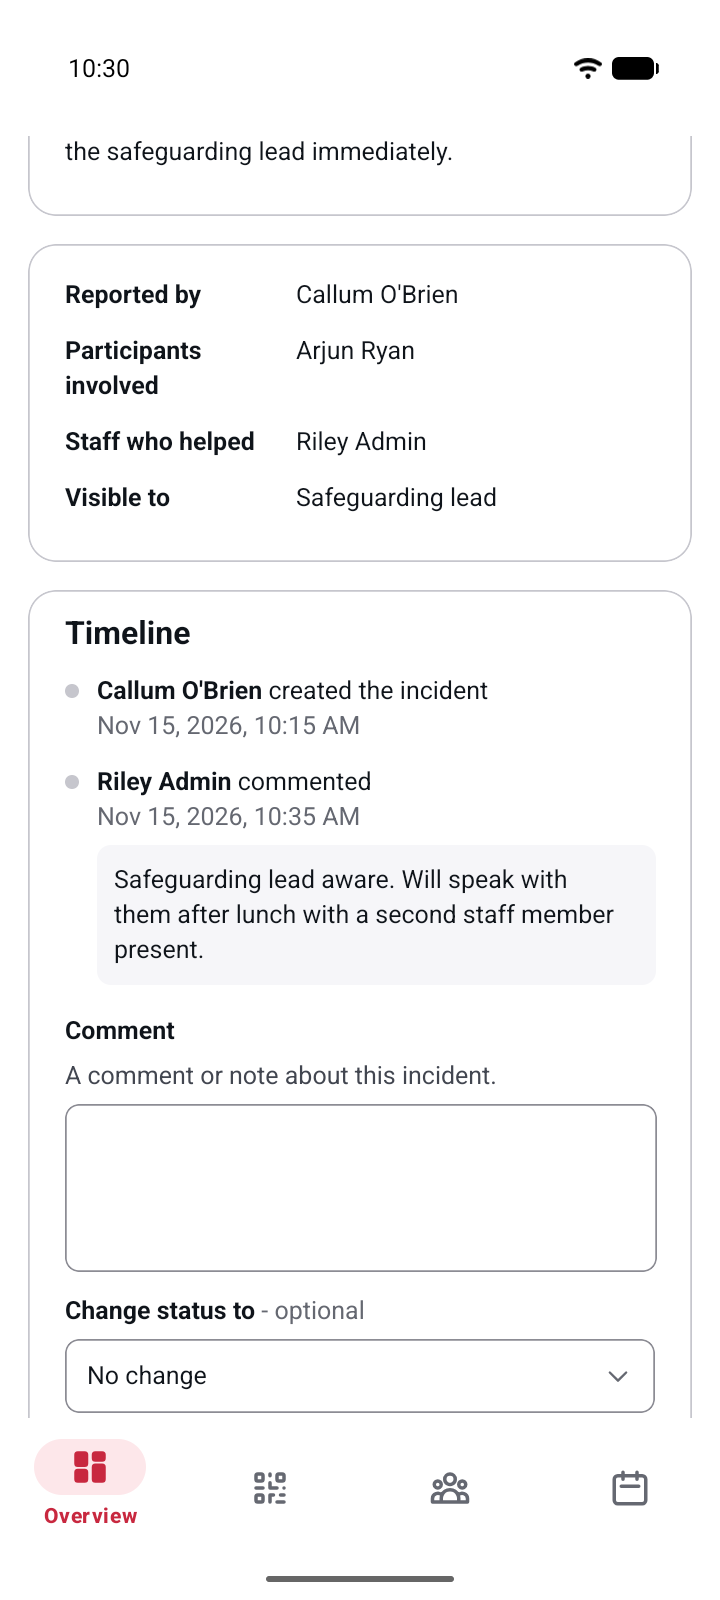 10:30
the safeguarding lead immediately.
Reported by Callum O'Brien
Participants involved Arjun Ryan
Staff who helped Riley Admin
Visible to Safeguarding lead
Timeline
Callum O'Brien created the incident
Nov 15, 2026, 10:15 AM
Riley Admin commented
Nov 15, 2026, 10:35 AM
Safeguarding lead aware. Will speak with
them after lunch with a second staff member
present.
Comment
A comment or note about this incident.
Change status to - optional
No change
Overview